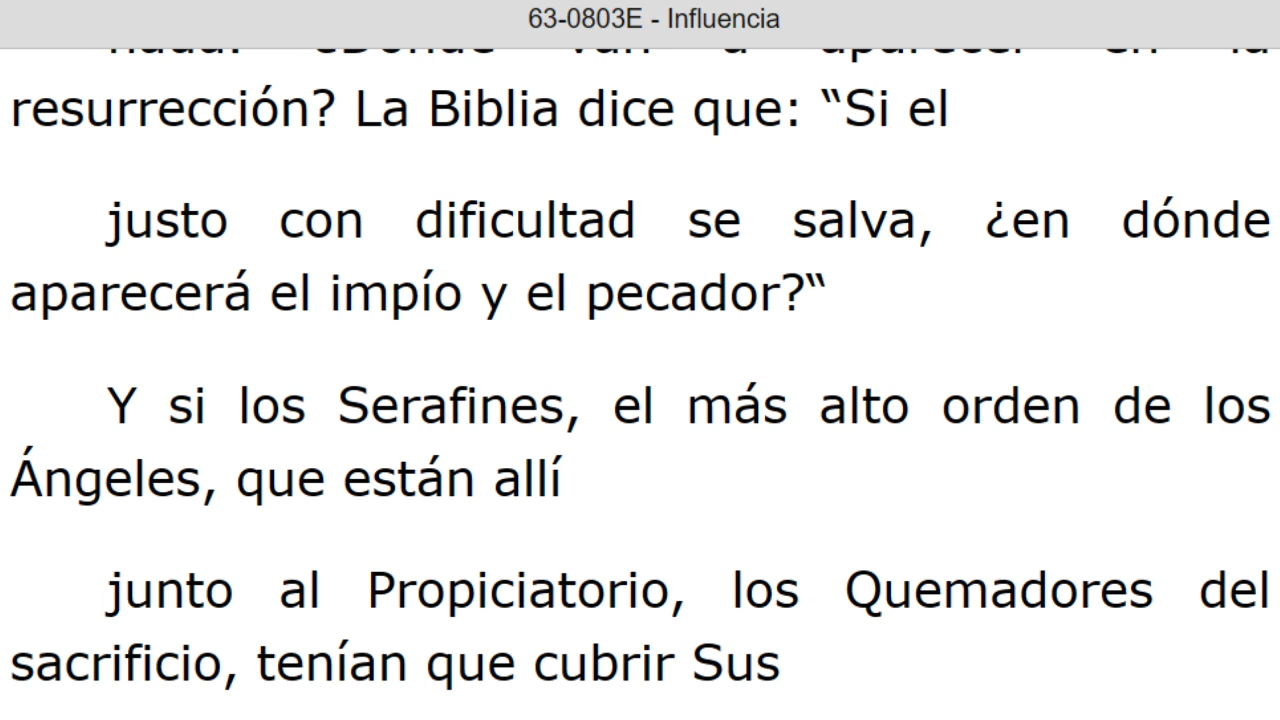 63-0803E - Influencia
resurrección? La Biblia dice que: “Si el
justo con dificultad se salva, ¿en dónde
aparecerá el impío y el pecador?“
Y si los Serafines, el más alto orden de los
Ángeles, que están allí
junto al Propiciatorio, los Quemadores del
sacrificio, tenían que cubrir Sus